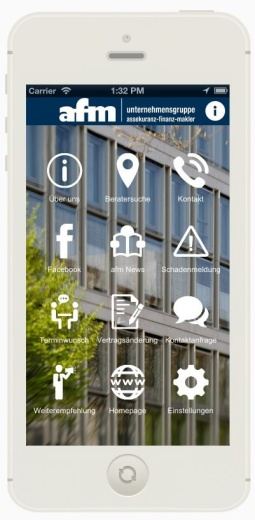 Carrier 1:32 PM
afm unternehmensgruppe
assekuranz-finanz-makler
i
Über uns Beratersuche Kontakt
Facebook afm News Schadenmeldung
Terminwunsch Vertragsänderung Kontaktanfrage
www
Weiterempfehlung Homepage Einstellungen